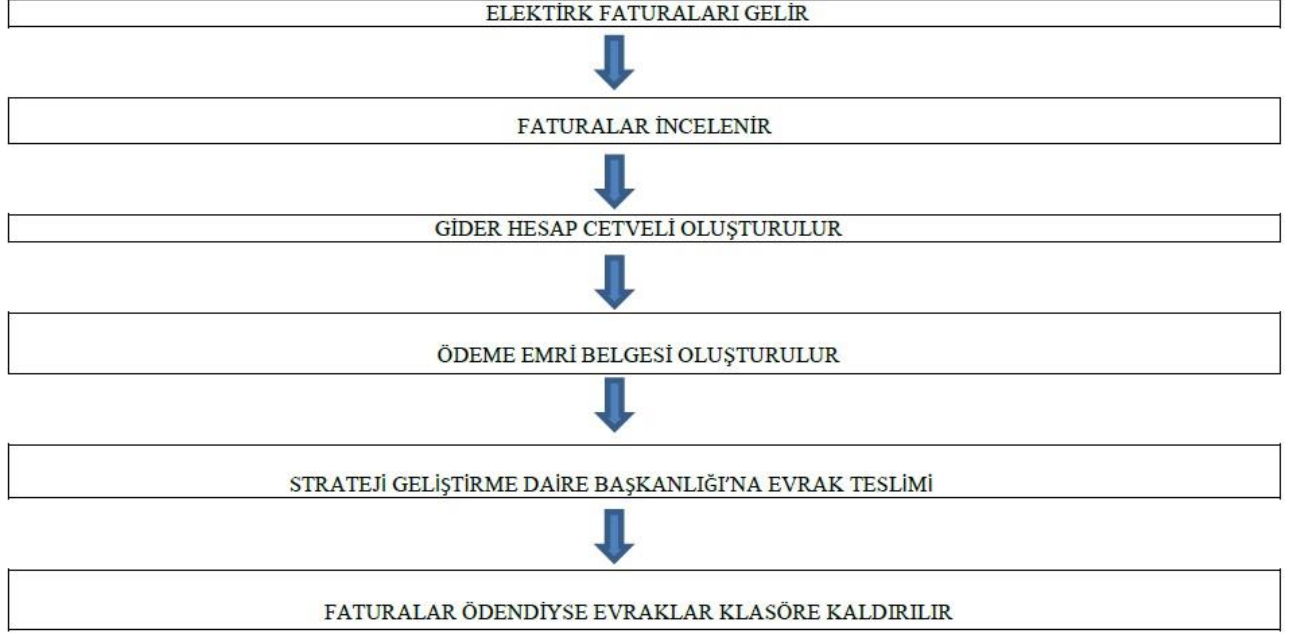 ELEKTİRK FATURALARI GELİR
FATURALAR İNCELENİR
GİDER HESAP CETVELİ OLUŞTURULUR
ÖDEME EMRİ BELGESİ OLUŞTURULUR
STRATEJİ GELİŞTİRME DAİRE BAŞKANLIĞI'NA EVRAK TESLİMİ
FATURALAR ÖDENDİYSE EVRAKLAR KLASÖRE KALDIRILIR